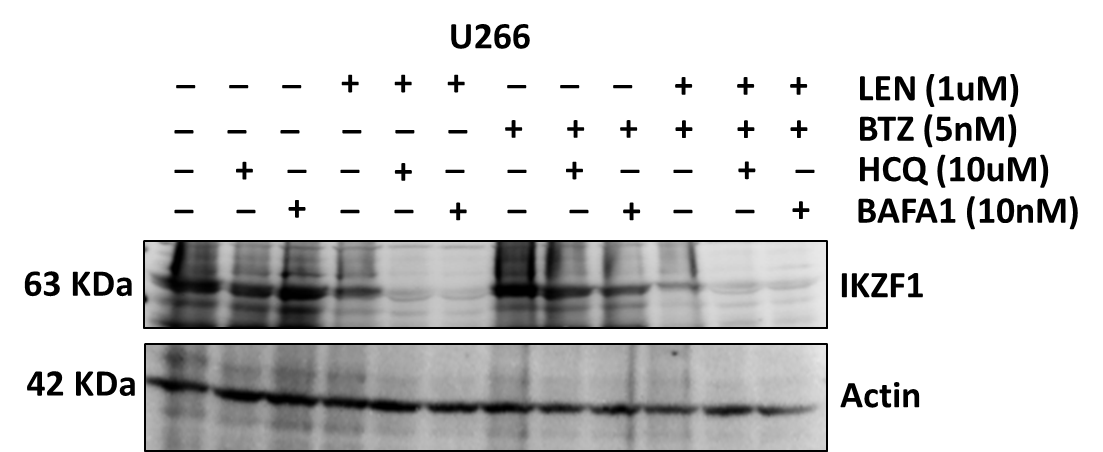 U266
– – – + + + – – – + + + LEN (1uM)
– – – – – – + + + + + + BTZ (5nM)
– + – – + – – + – – + – HCQ (10uM)
– – + – – + – – + – – + BAFA1 (10nM)
63 KDa IKZF1
42 KDa Actin